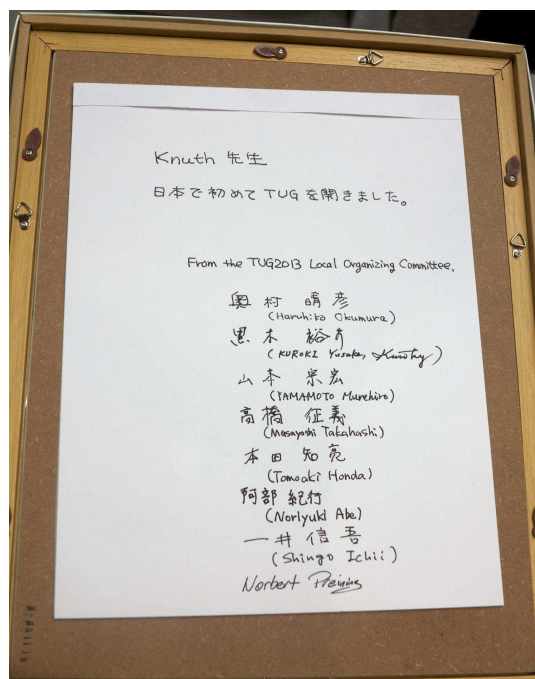 Knuth 先生
日本で初めて TUG を開きました。
From the TUG2013 Local Organizing Committee,
奥村 晴彦
(Haruhiko Okumura)
黒木 裕介
(KUROKI Yusuke, Kuroky)
山本 宗宏
(YAMAMOTO Munehiro)
高橋 征義
(Masayoshi Takahashi)
本田 知亮
(Tomoaki Honda)
阿部 紀行
(Noriyuki Abe)
一井 信吾
(Shingo Ichii)
Norbert Preining